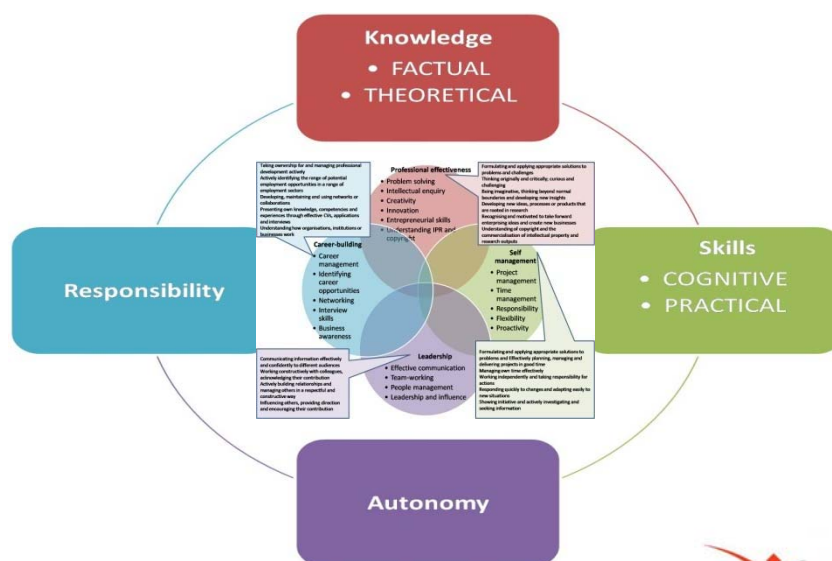 Knowledge
• FACTUAL
• THEORETICAL
Responsibility
Skills
• COGNITIVE
• PRACTICAL
Autonomy
Taking ownership for and managing professional
development actively
Actively identifying the range of potential
employment opportunities in a range of
employment sectors
Developing, maintaining and using networks or
collaborations
Presenting own knowledge, competencies and
experiences through effective CVs, applications
and interviews
Understanding how organisations, institutions or
businesses work
Professional effectiveness
• Problem solving
• Intellectual enquiry
• Creativity
• Innovation
• Entrepreneurial skills
• Understanding IPR and
copyright
Formulating and applying appropriate solutions to
problems and challenges
Thinking originally and critically, curious and
challenging
Being imaginative, thinking beyond normal
boundaries and developing new insights
Developing new ideas, processes or products that
are rooted in research
Recognising and motivated to take forward
enterprising ideas and create new businesses
Understanding of copyright and the
commercialisation of intellectual property and
research outputs
Career-building
• Career
management
• Identifying
career
opportunities
• Networking
• Interview
skills
• Business
awareness
Self
management
• Project
management
• Time
management
• Responsibility
• Flexibility
• Proactivity
Leadership
• Effective communication
• Team-working
• People management
• Leadership and influence
Communicating information effectively
and confidently to different audiences
Working constructively with colleagues,
acknowledging their contribution
Actively building relationships and
managing others in a respectful and
constructive way
Influencing others, providing direction
and encouraging their contribution
Formulating and applying appropriate solutions to
problems and Effectively planning, managing and
delivering projects in good time
Managing own time effectively
Working independently and taking responsibility for
actions
Responding quickly to changes and adapting easily to
new situations
Showing initiative and actively investigating and
seeking information